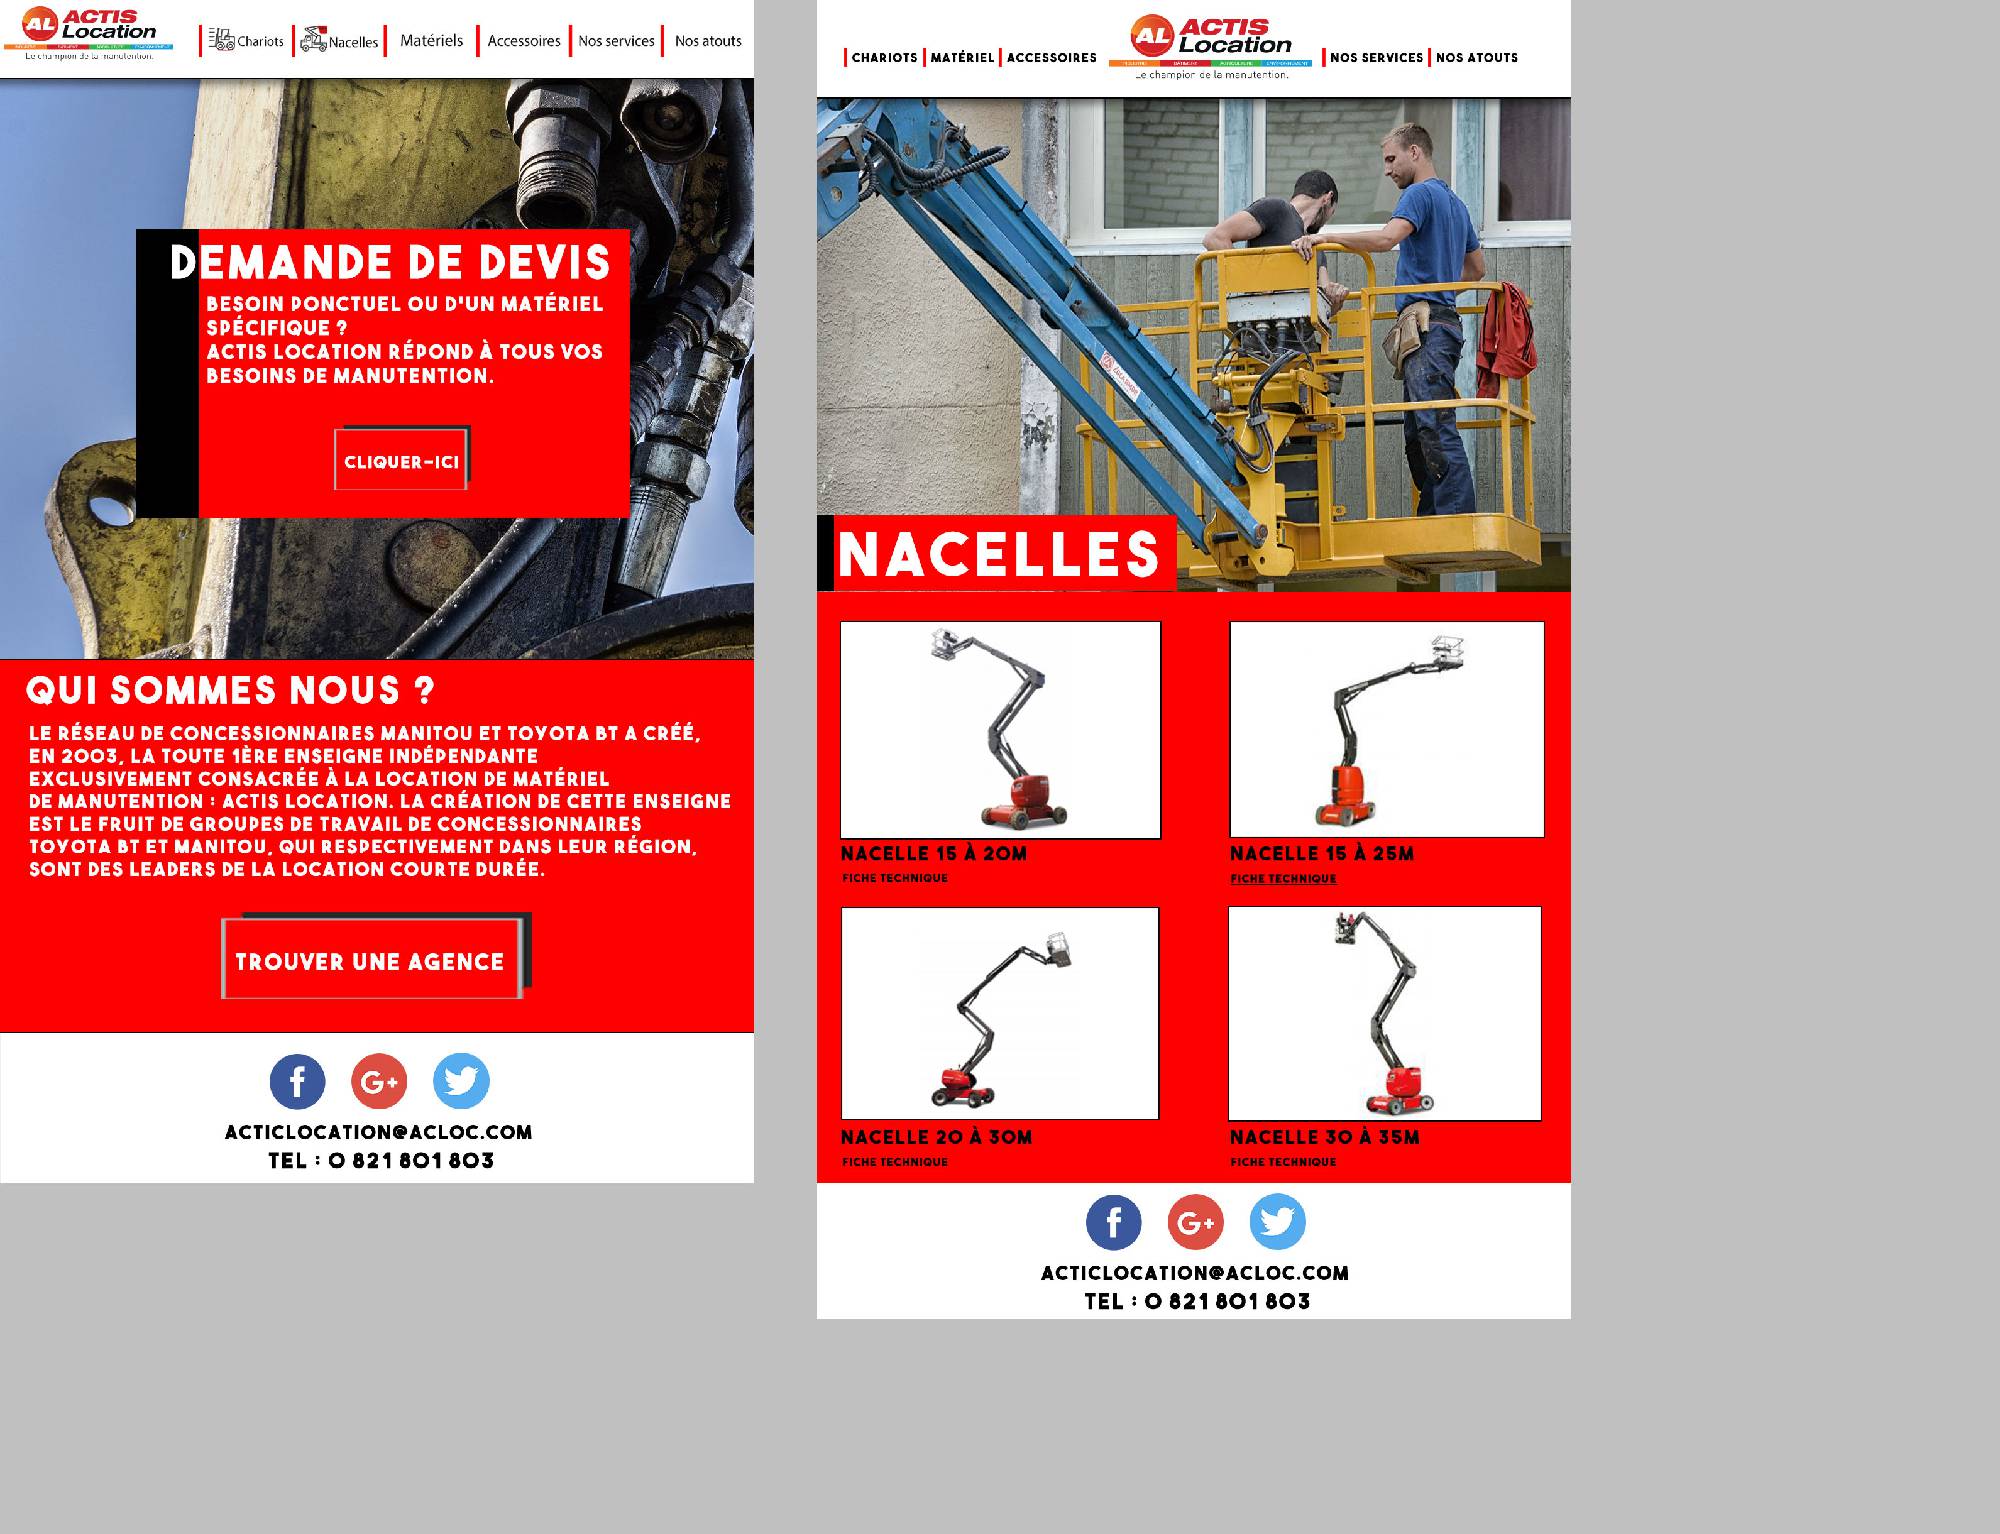 AL ACTIS
Location
Le champion de la manutention.
Chariots
Nacelles
Matériels
Accessoires
Nos services
Nos atouts
DEMANDE DE DEVIS
BESOIN PONCTUEL OU D'UN MATÉRIEL
SPÉCIFIQUE ?
ACTIS LOCATION RÉPOND À TOUS VOS
BESOINS DE MANUTENTION.
CLIQUER-ICI
QUI SOMMES NOUS ?
LE RÉSEAU DE CONCESSIONNAIRES MANITOU ET TOYOTA BT A CRÉÉ,
EN 2003, LA TOUTE 1ÈRE ENSEIGNE INDÉPENDANTE
EXCLUSIVEMENT CONSACRÉE À LA LOCATION DE MATÉRIEL
DE MANUTENTION : ACTIS LOCATION. LA CRÉATION DE CETTE ENSEIGNE
EST LE FRUIT DE GROUPES DE TRAVAIL DE CONCESSIONNAIRES
TOYOTA BT ET MANITOU, QUI RESPECTIVEMENT DANS LEUR RÉGION,
SONT DES LEADERS DE LA LOCATION COURTE DURÉE.
TROUVER UNE AGENCE
f
G+
ACTICLOCATION@ACLOC.COM
TEL : 0 821 801 803
CHARIOTS
MATÉRIEL
ACCESSOIRES
AL ACTIS
Location
INDUSTRIE BÂTIMENT AGRICULTURE ENVIRONNEMENT
Le champion de la manutention.
NOS SERVICES
NOS ATOUTS
NACELLES
NACELLE 15 À 20M
FICHE TECHNIQUE
NACELLE 15 À 25M
FICHE TECHNIQUE
NACELLE 20 À 30M
FICHE TECHNIQUE
NACELLE 30 À 35M
FICHE TECHNIQUE
f
G+
ACTICLOCATION@ACLOC.COM
TEL : 0 821 801 803